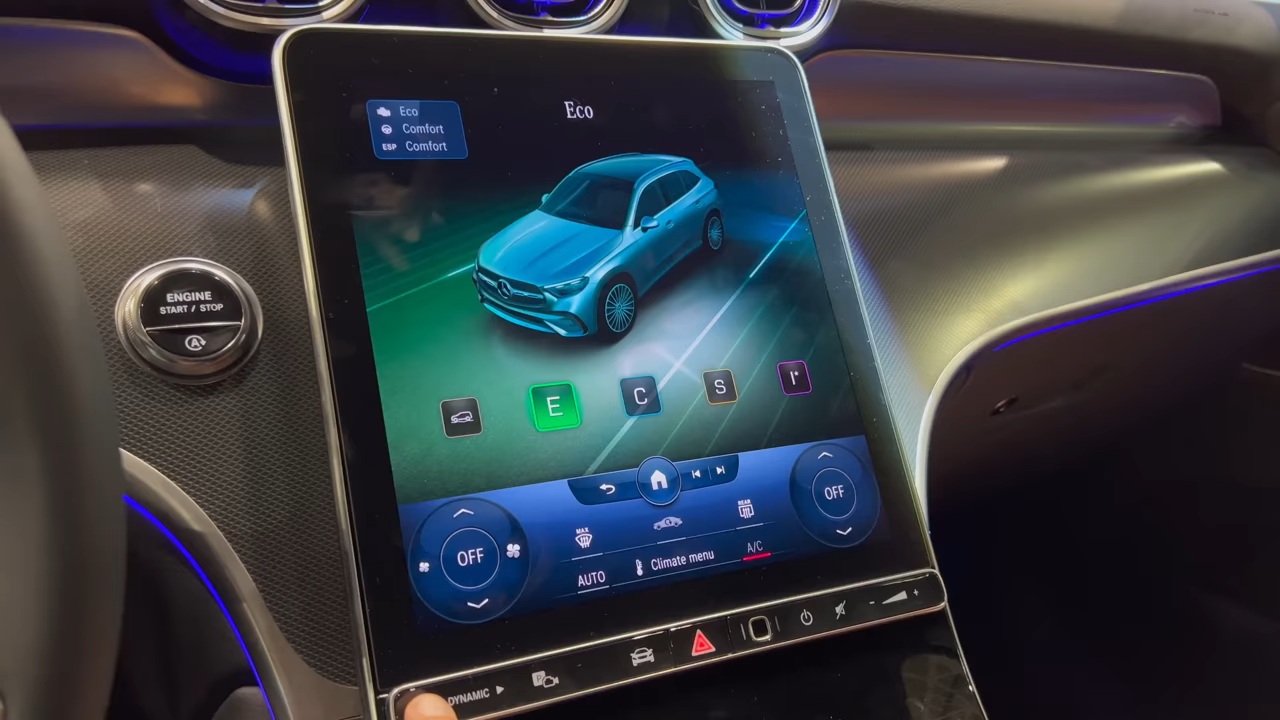 Eco
Comfort
ESP Comfort
Eco
ENGINE
START / STOP
A
E
C
S
I
MAX
REAR
OFF
OFF
AUTO
Climate menu
A/C
DYNAMIC
- +